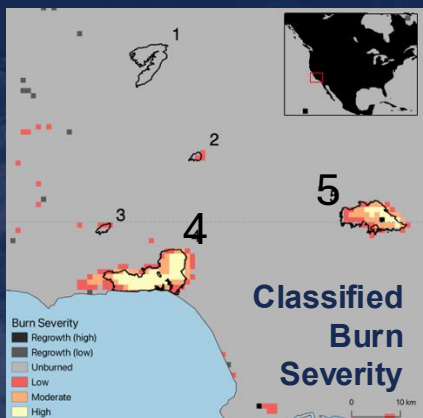 1
2
3
4
5
Classified
Burn
Severity
Burn Severity
Regrowth (high)
Regrowth (low)
Unburned
Low
Moderate
High
0 10 km